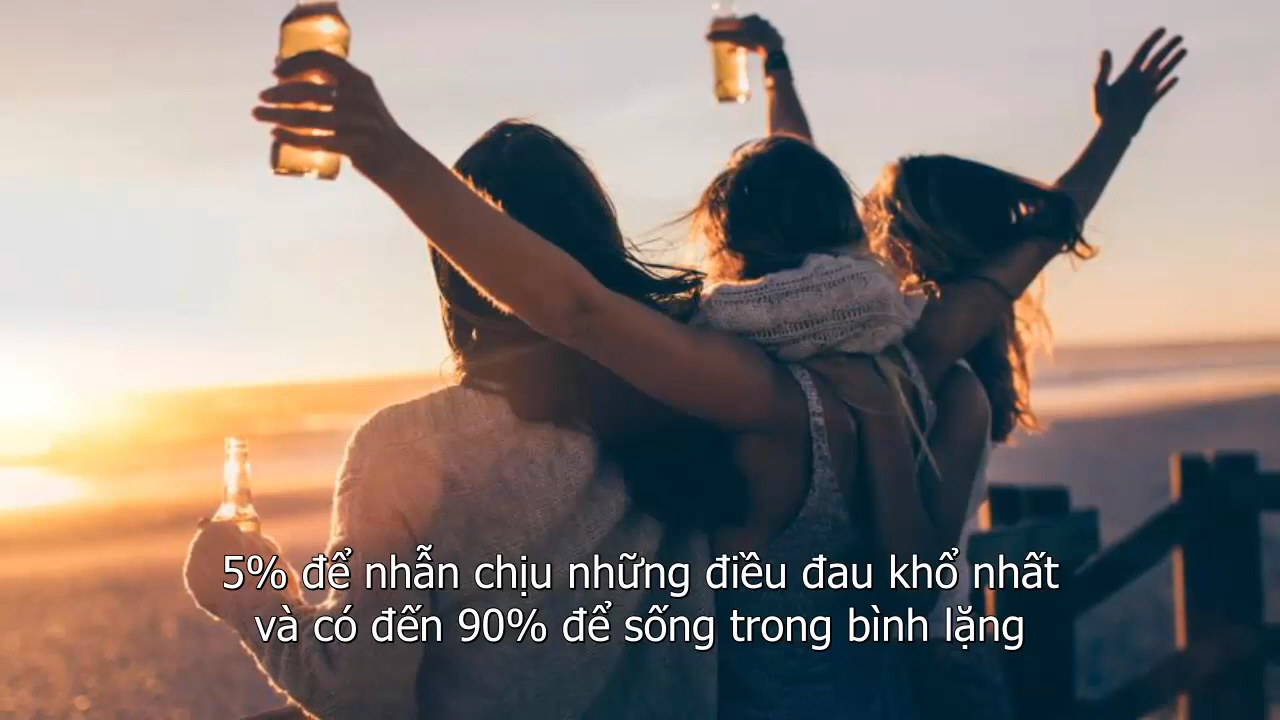 5% để nhẫn chịu những điều đau khổ nhất
và có đến 90% để sống trong bình lặng